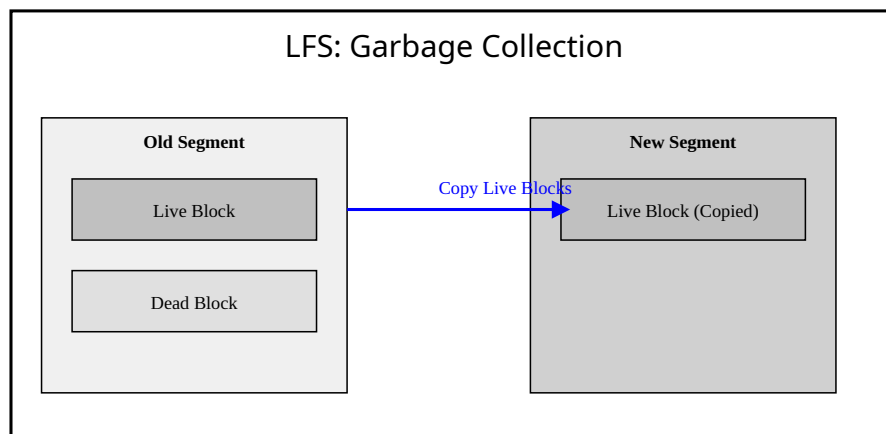 LFS: Garbage Collection
Old Segment
Live Block
Dead Block
Copy Live Blocks
New Segment
Live Block (Copied)